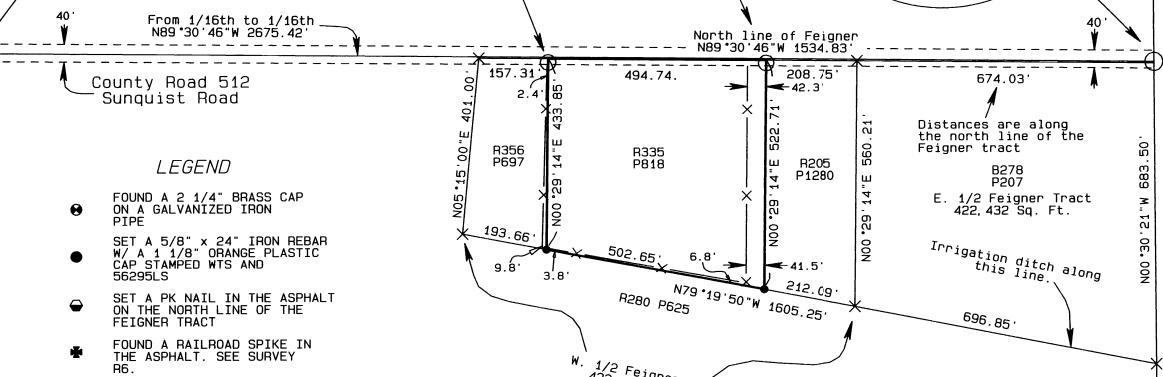 40'
From 1/16th to 1/16th
N89°30'46"W 2675.42'
North line of Feigner
N89°30'46"W 1534.83'
40'
County Road 512
Sunquist Road
157.31'
494.74.
208.75'
674.03'
2.4'
42.3'
N05°15'00"E 401.00'
N00°29'14"E 433.85'
N00°29'14"E 522.71'
N00°29'14"E 560.21'
N00°30'21"W 683.50'
R356
P697
R335
P818
R205
P1280
Distances are along
the north line of the
Feigner tract
B278
P207
E. 1/2 Feigner Tract
422,432 Sq. Ft.
Irrigation ditch along
this line.
193.66'
9.8'
3.8'
502.65'
6.8'
41.5'
212.09'
N79°19'50"W 1605.25'
R280 P625
696.85'
W. 1/2 Feigner
LEGEND
FOUND A 2 1/4" BRASS CAP
ON A GALVANIZED IRON
PIPE
SET A 5/8" x 24" IRON REBAR
W/ A 1 1/8" ORANGE PLASTIC
CAP STAMPED WTS AND
56295LS
SET A PK NAIL IN THE ASPHALT
ON THE NORTH LINE OF THE
FEIGNER TRACT
FOUND A RAILROAD SPIKE IN
THE ASPHALT. SEE SURVEY
R6.